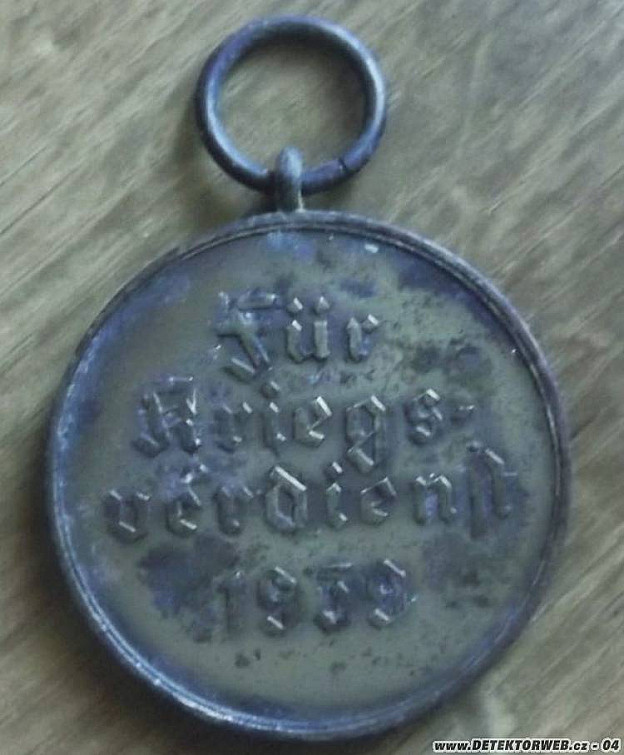 Für
Kriegs-
verdienst
1939
www.DETEKTORWEB.cz - 04